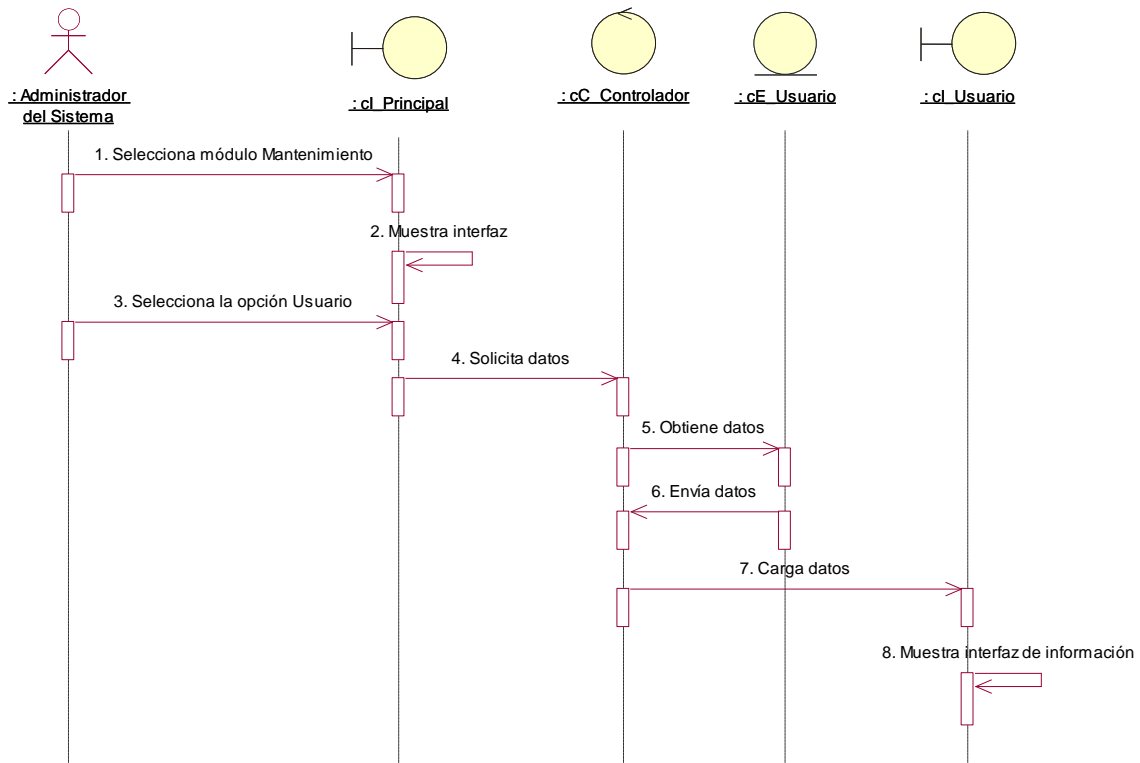 : Administrador
del Sistema
: cI_Principal
: cC_Controlador
: cE_Usuario
: cI_Usuario
1. Selecciona módulo Mantenimiento
2. Muestra interfaz
3. Selecciona la opción Usuario
4. Solicita datos
5. Obtiene datos
6. Envía datos
7. Carga datos
8. Muestra interfaz de información